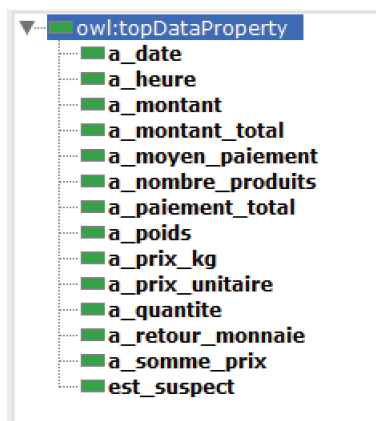 owl:topDataProperty
a_date
a_heure
a_montant
a_montant_total
a_moyen_paiement
a_nombre_produits
a_paiement_total
a_poids
a_prix_kg
a_prix_unitaire
a_quantite
a_retour_monnaie
a_somme_prix
est_suspect